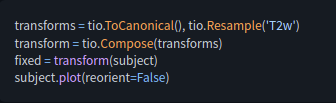 transforms = tio.ToCanonical(), tio.Resample('T2w')
transform = tio.Compose(transforms)
fixed = transform(subject)
subject.plot(reorient=False)